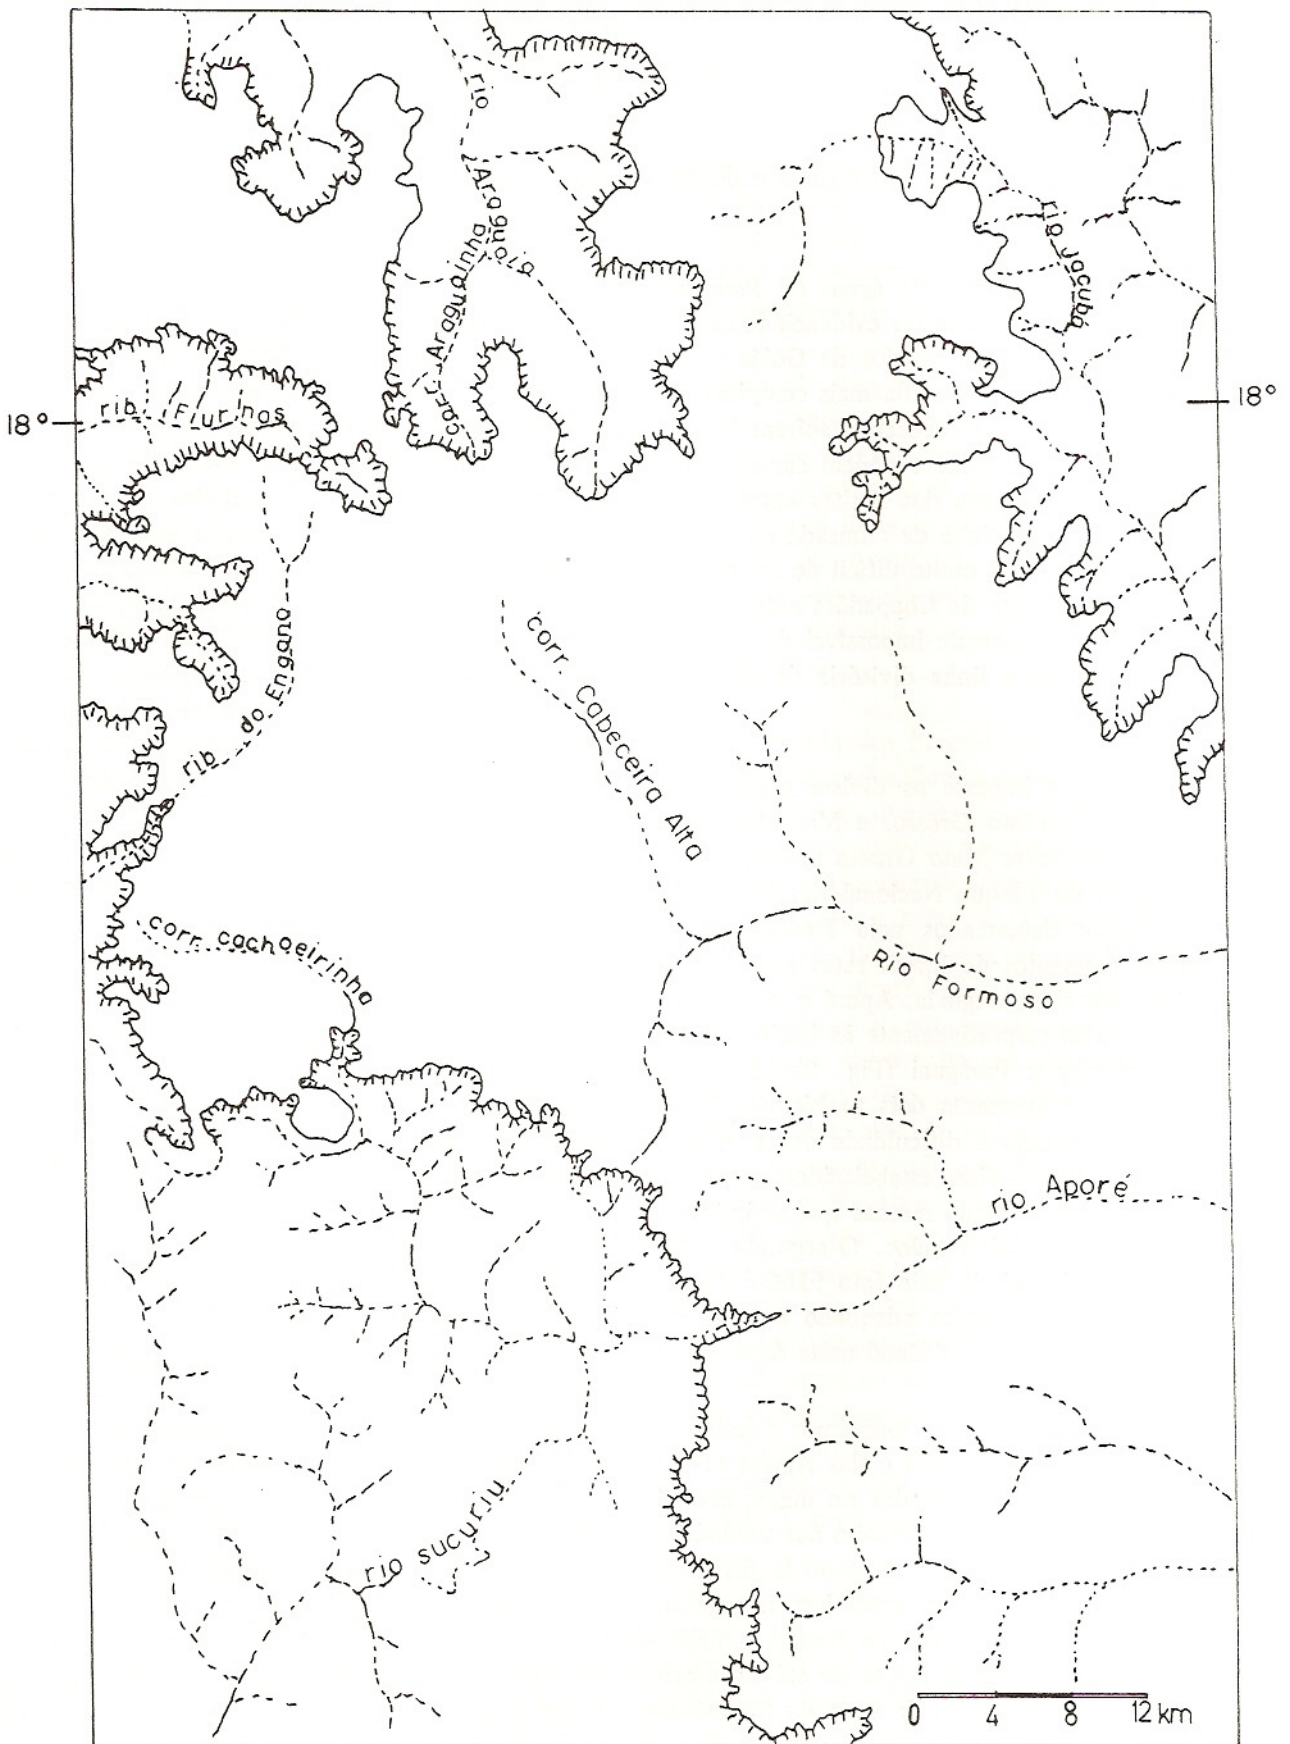 rio
Araguaia
corr. Araguainha
rio Jacubá
18°
18°
rib Furnas
rib do Engano
corr. Cabeceira Alta
corr. cachoeirinha
Rio Formoso
rio Aporé
rio sucuriu
0 4 8 12 km